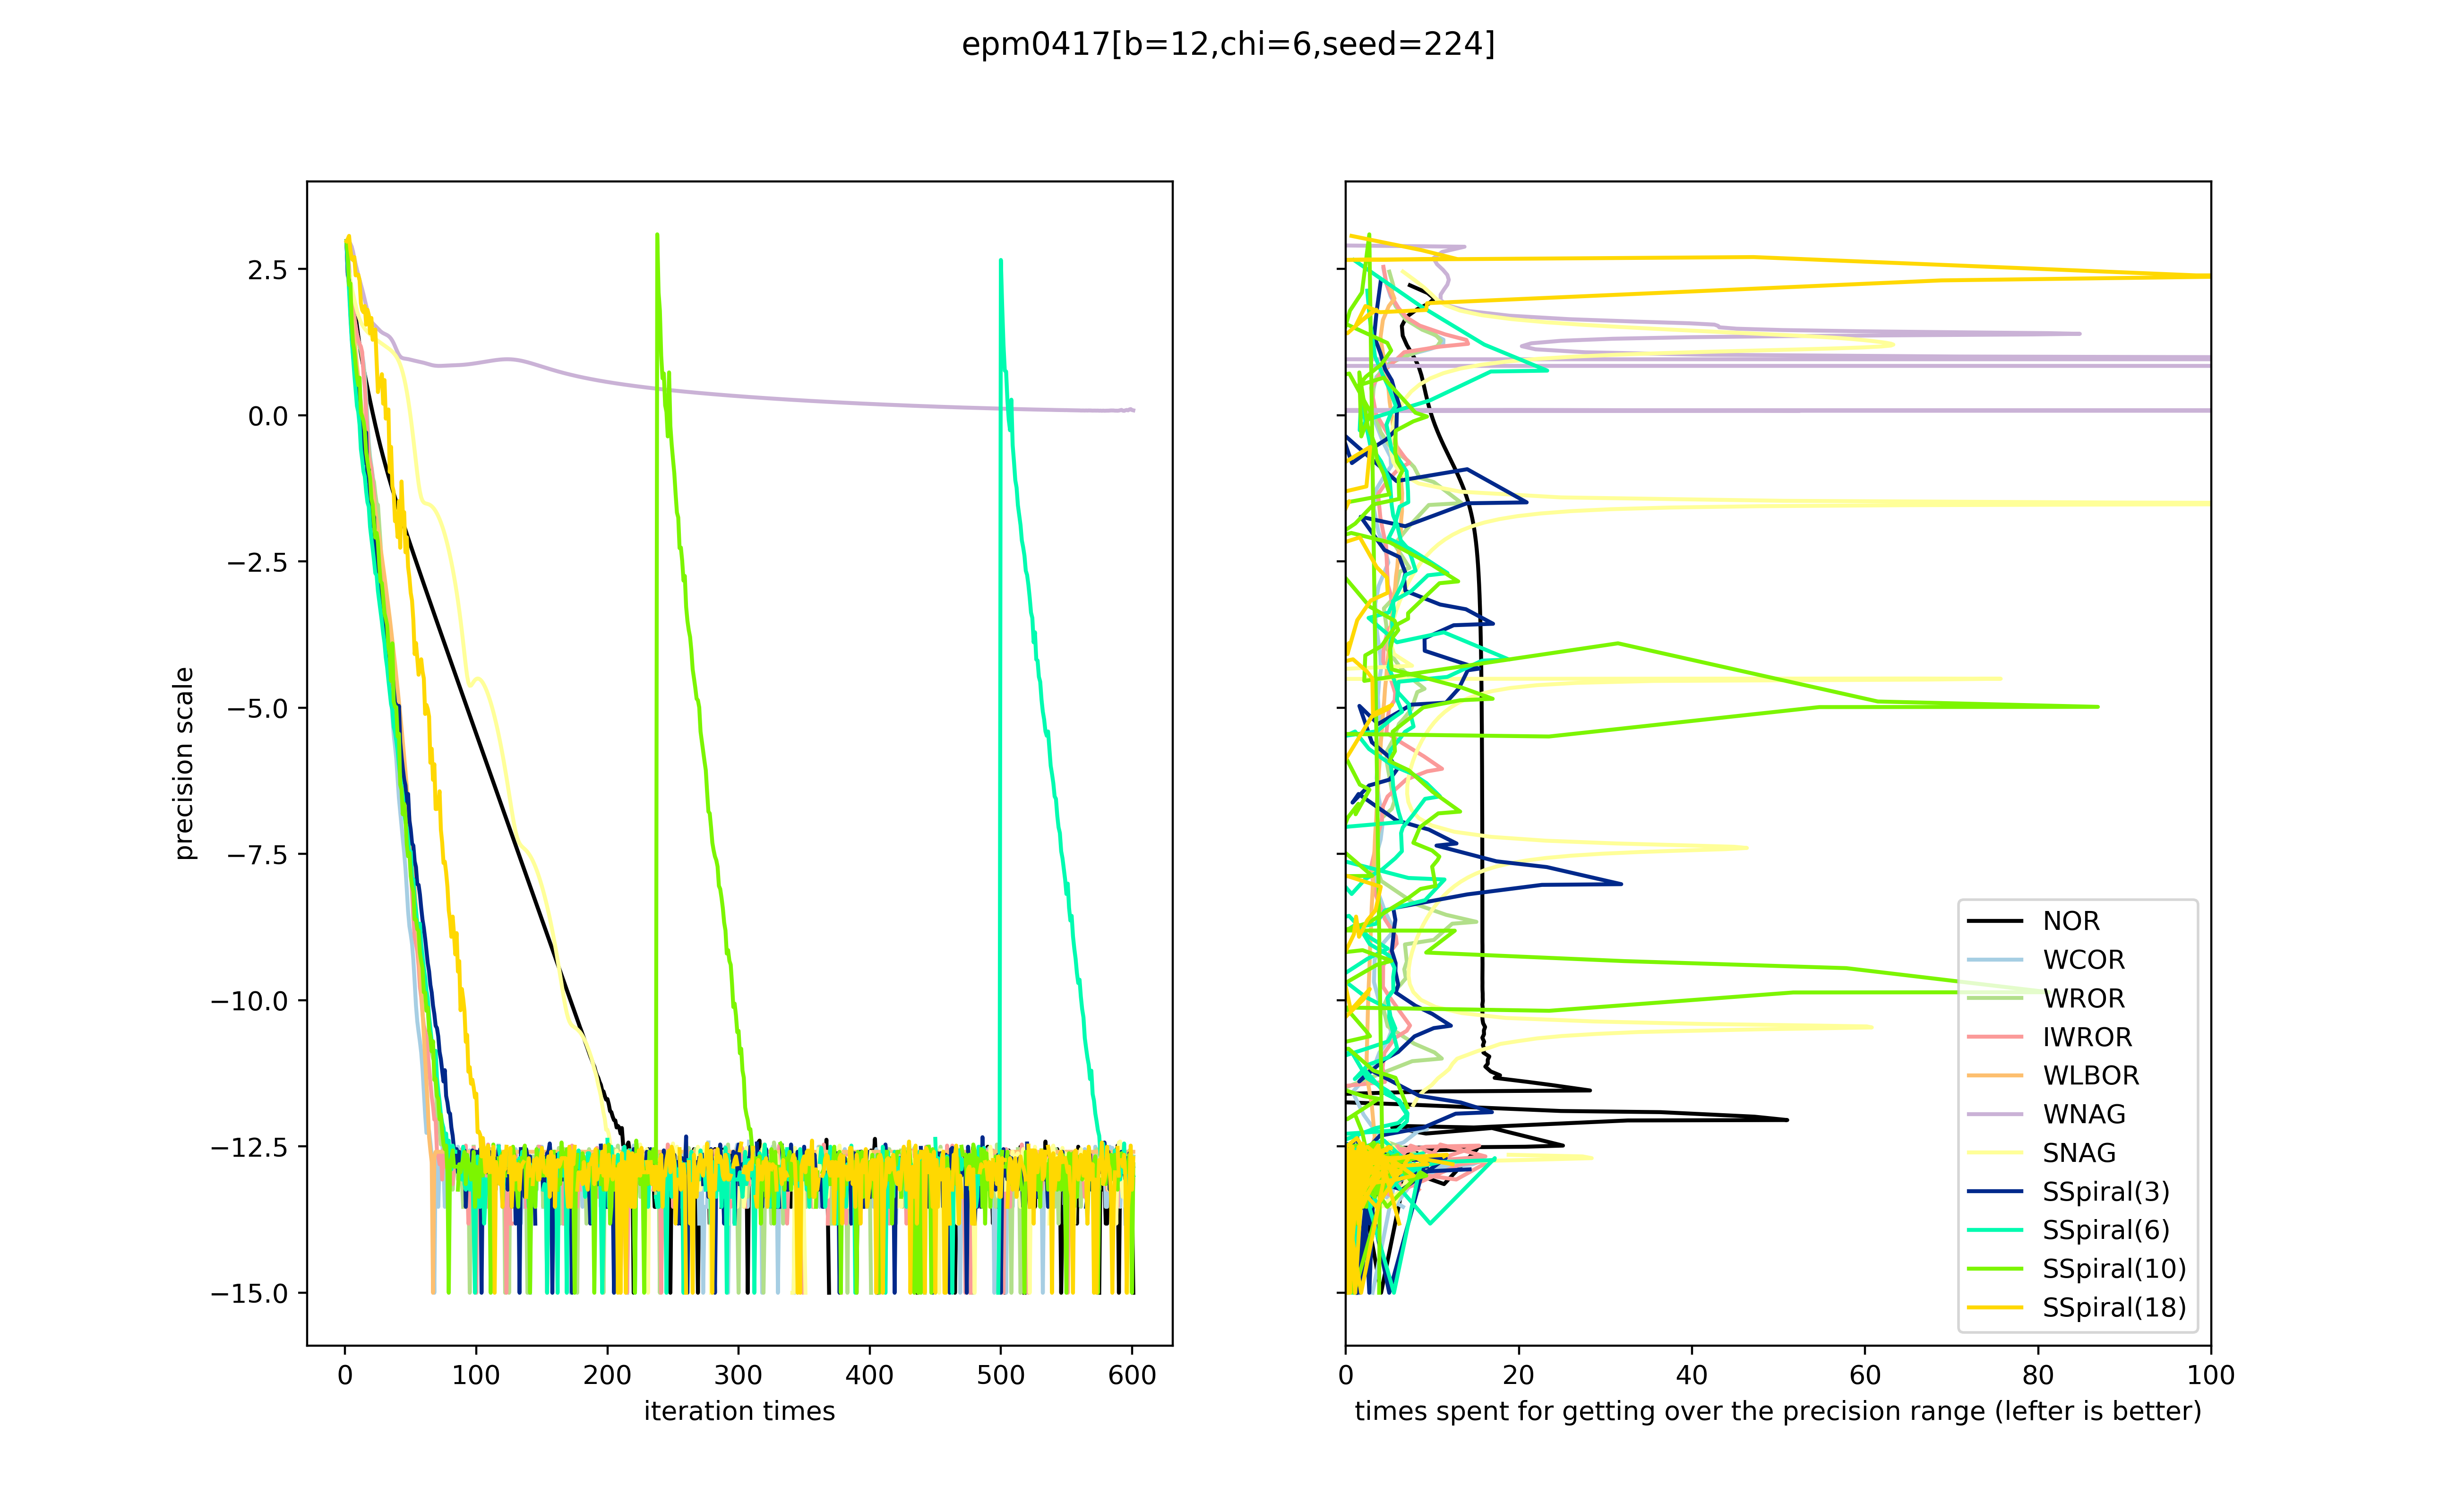 epm0417[b=12,chi=6,seed=224]
precision scale
2.5
0.0
−2.5
−5.0
−7.5
−10.0
−12.5
−15.0
0 100 200 300 400 500 600
iteration times
0 20 40 60 80 100
times spent for getting over the precision range (lefter is better)
NOR
WCOR
WROR
IWROR
WLBOR
WNAG
SNAG
SSpiral(3)
SSpiral(6)
SSpiral(10)
SSpiral(18)